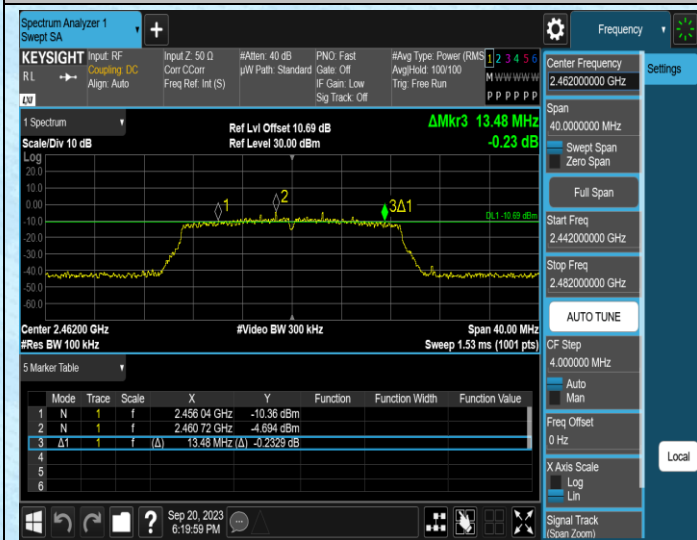 Spectrum Analyzer 1
Swept SA
Frequency
KEYSIGHT
RL
Input: RF
Coupling: DC
Align: Auto
Input Z: 50 Ω
Corr CCorr
Freq Ref: Int (S)
#Atten: 40 dB
µW Path: Standard
PNO: Fast
Gate: Off
IF Gain: Low
Sig Track: Off
#Avg Type: Power (RMS
Avg|Hold: 100/100
Trig: Free Run
1 2 3 4 5 6
M W W W W W
P P P P P P
LXI
1 Spectrum
Scale/Div 10 dB
Ref Lvl Offset 10.69 dB
Ref Level 30.00 dBm
ΔMkr3 13.48 MHz
-0.23 dB
Log
20.0
10.0
0.00
-10.0
-20.0
-30.0
-40.0
-50.0
-60.0
1
2
3Δ1
DL1 -10.69 dBm
Center 2.46200 GHz
#Video BW 300 kHz
Span 40.00 MHz
#Res BW 100 kHz
Sweep 1.53 ms (1001 pts)
5 Marker Table
Mode Trace Scale X Y Function Function Width Function Value
1 N 1 f 2.456 04 GHz -10.36 dBm
2 N 1 f 2.460 72 GHz -4.694 dBm
3 Δ1 1 f (Δ) 13.48 MHz (Δ) -0.2329 dB
4
5
6
Sep 20, 2023
6:19:59 PM
?
Center Frequency
2.462000000 GHz
Settings
Span
40.0000000 MHz
Swept Span
Zero Span
Full Span
Start Freq
2.442000000 GHz
Stop Freq
2.482000000 GHz
AUTO TUNE
CF Step
4.000000 MHz
Auto
Man
Freq Offset
0 Hz
X Axis Scale
Log
Lin
Local
Signal Track
(Span Zoom)